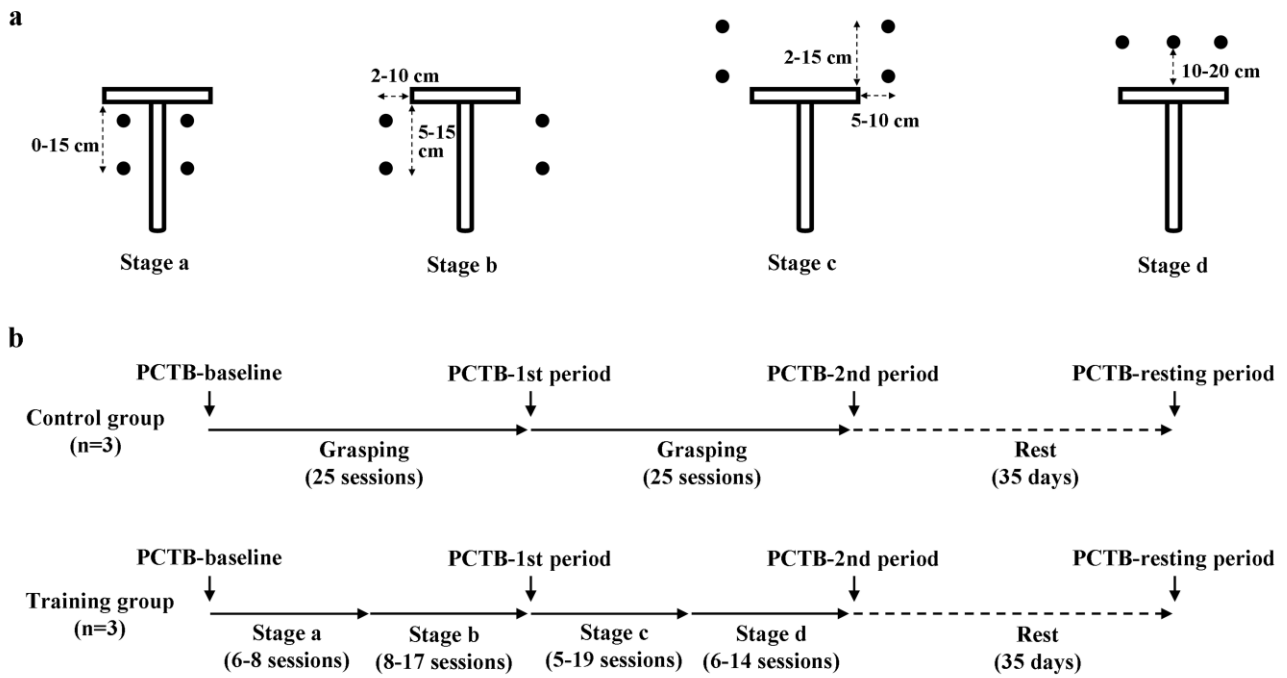 a
2-10 cm
2-15 cm
10-20 cm
0-15 cm
5-15
cm
5-10 cm
Stage a
Stage b
Stage c
Stage d
b
PCTB-baseline
PCTB-1st period
PCTB-2nd period
PCTB-resting period
Control group
(n=3)
Grasping
(25 sessions)
Grasping
(25 sessions)
Rest
(35 days)
PCTB-baseline
PCTB-1st period
PCTB-2nd period
PCTB-resting period
Training group
(n=3)
Stage a
(6-8 sessions)
Stage b
(8-17 sessions)
Stage c
(5-19 sessions)
Stage d
(6-14 sessions)
Rest
(35 days)